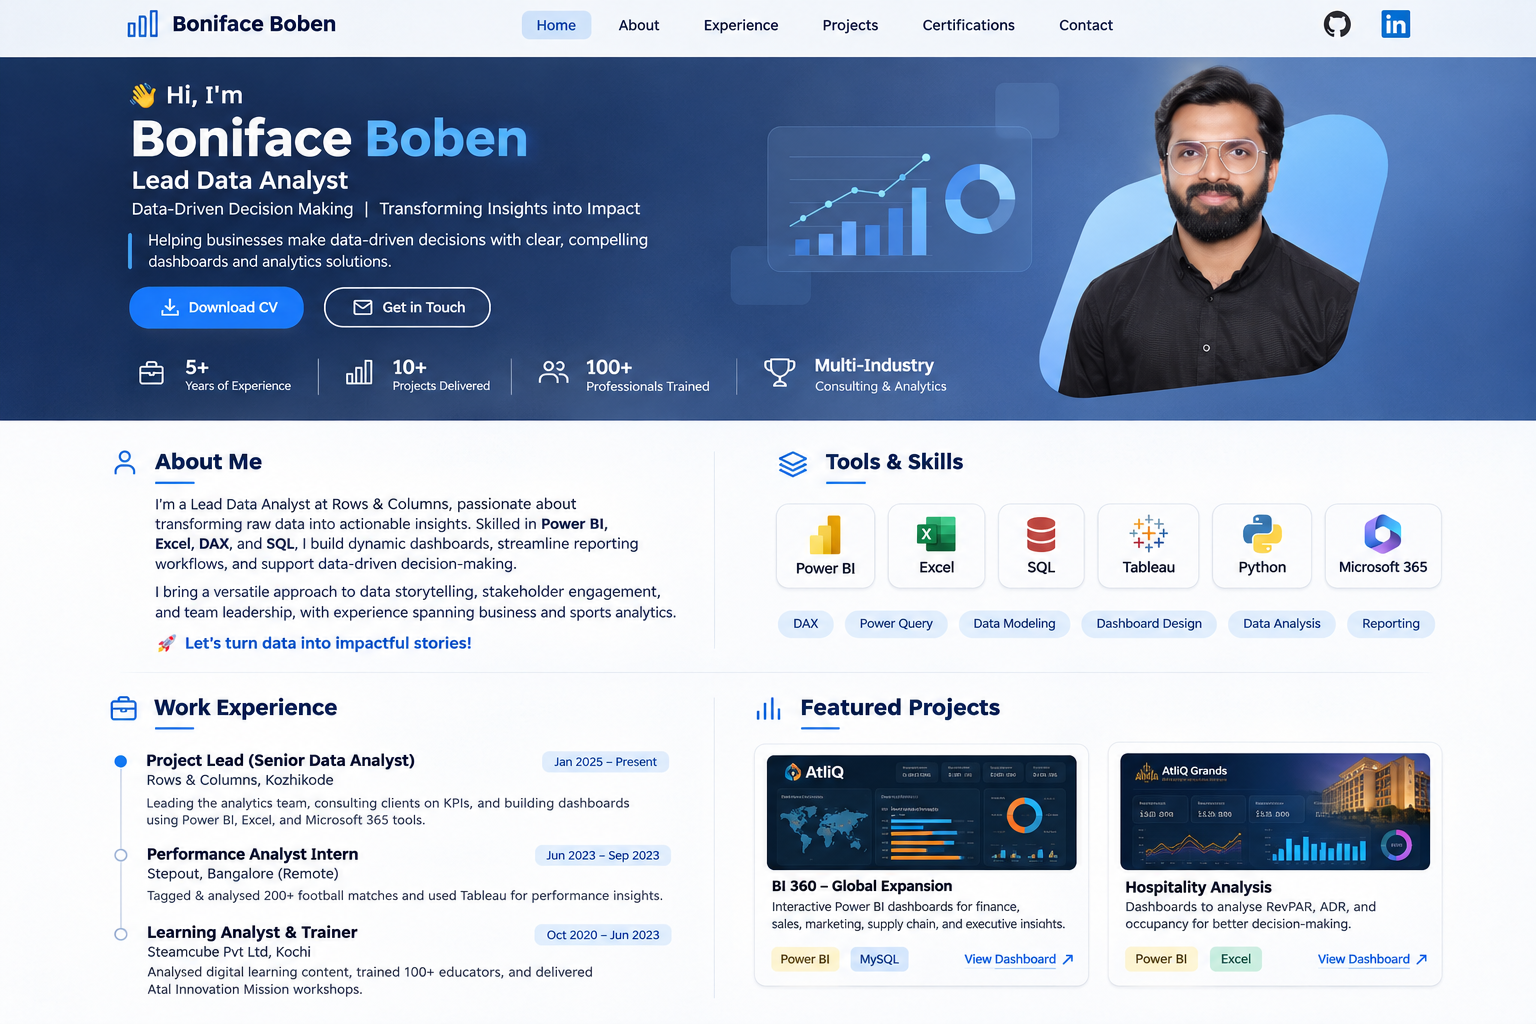 Boniface Boben
Home
About
Experience
Projects
Certifications
Contact
in
👋 Hi, I'm
Boniface Boben
Lead Data Analyst
Data-Driven Decision Making | Transforming Insights into Impact
Helping businesses make data-driven decisions with clear, compelling
dashboards and analytics solutions.
Download CV
Get in Touch
5+
Years of Experience
10+
Projects Delivered
100+
Professionals Trained
Multi-Industry
Consulting & Analytics
About Me
I'm a Lead Data Analyst at Rows & Columns, passionate about
transforming raw data into actionable insights. Skilled in Power BI,
Excel, DAX, and SQL, I build dynamic dashboards, streamline reporting
workflows, and support data-driven decision-making.
I bring a versatile approach to data storytelling, stakeholder engagement,
and team leadership, with experience spanning business and sports analytics.
🚀 Let's turn data into impactful stories!
Tools & Skills
Power BI
X
Excel
SQL
Tableau
Python
Microsoft 365
DAX
Power Query
Data Modeling
Dashboard Design
Data Analysis
Reporting
Work Experience
Project Lead (Senior Data Analyst)
Jan 2025 – Present
Rows & Columns, Kozhikode
Leading the analytics team, consulting clients on KPIs, and building dashboards
using Power BI, Excel, and Microsoft 365 tools.
Performance Analyst Intern
Jun 2023 – Sep 2023
Stepout, Bangalore (Remote)
Tagged & analysed 200+ football matches and used Tableau for performance insights.
Learning Analyst & Trainer
Oct 2020 – Jun 2023
Steamcube Pvt Ltd, Kochi
Analysed digital learning content, trained 100+ educators, and delivered
Atal Innovation Mission workshops.
Featured Projects
AtliQ
BI 360 – Global Expansion
Interactive Power BI dashboards for finance,
sales, marketing, supply chain, and executive insights.
Power BI
MySQL
View Dashboard
AtliQ Grands
Hospitality Analysis
Dashboards to analyse RevPAR, ADR, and
occupancy for better decision-making.
Power BI
Excel
View Dashboard